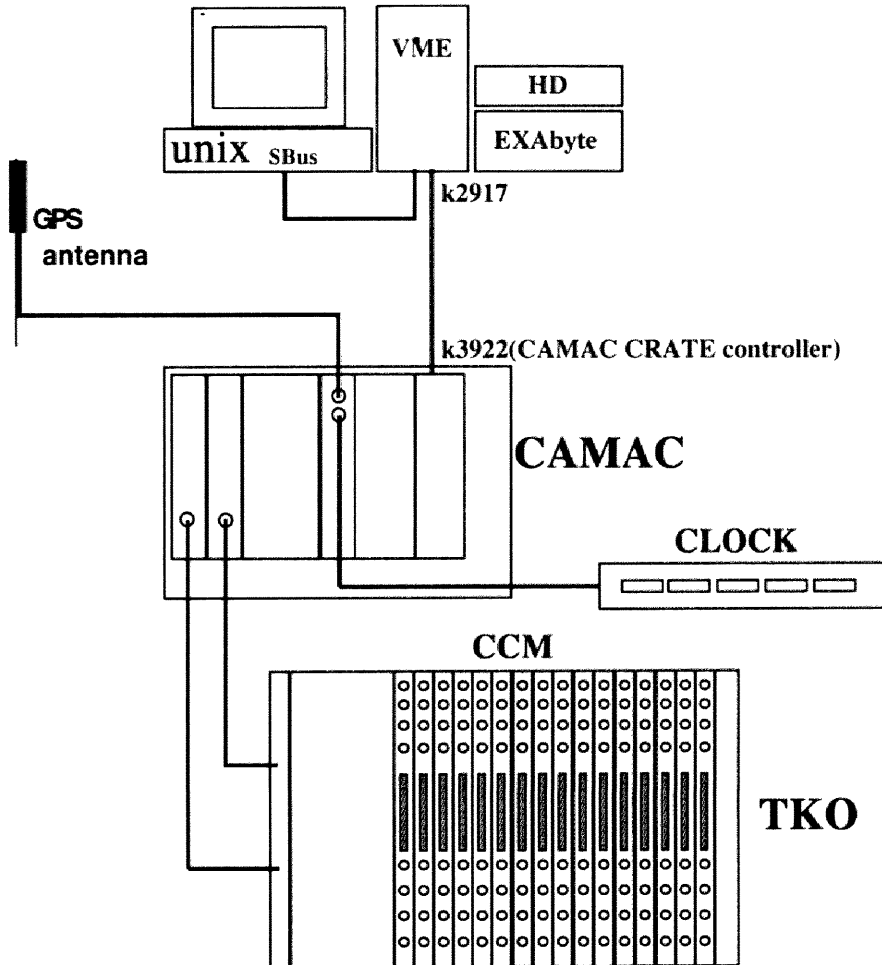 VME
HD
EXAbyte
unix SBus
k2917
GPS
antenna
k3922(CAMAC CRATE controller)
CAMAC
CLOCK
CCM
TKO